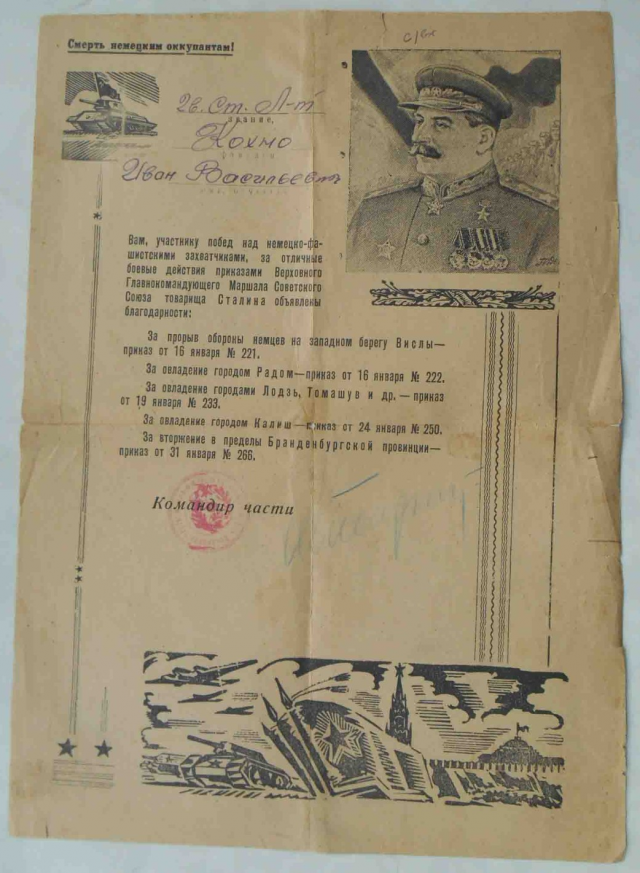 Смерть немецким оккупантам!
Гв. Ст. Л-т
звание,
Кохно
Иван Васильевич
Вам, участнику побед над немецко-фа-
шистскими захватчиками, за отличные
боевые действия приказами Верховного
Главнокомандующего Маршала Советского
Союза товарища Сталина объявлены
благодарности:
За прорыв обороны немцев на западном берегу Вислы—
приказ от 16 января № 221.
За овладение городом Радом—приказ от 16 января № 222.
За овладение городами Лодзь, Томашув и др. — приказ
от 19 января № 233.
За овладение городом Калиш—приказ от 24 января № 250.
За вторжение в пределы Бранденбургской провинции—
приказ от 31 января № 266.
Командир части